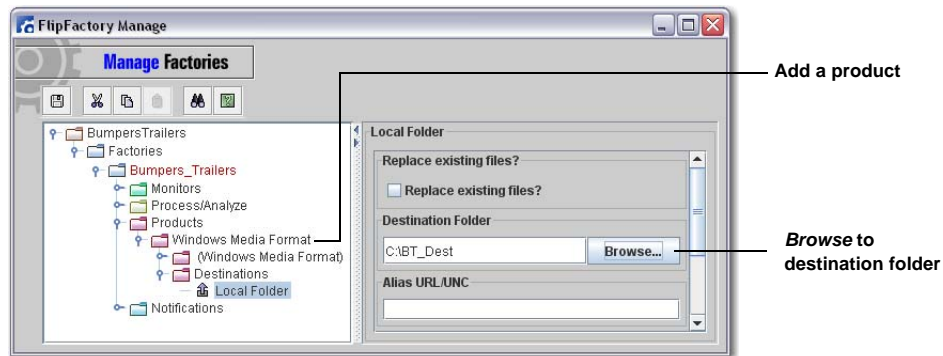 FlipFactory Manage
Manage Factories
Add a product
BumpersTrailers
Factories
Bumpers_Trailers
Monitors
Process/Analyze
Products
Windows Media Format
(Windows Media Format)
Destinations
Local Folder
Notifications
Local Folder
Replace existing files?
Replace existing files?
Destination Folder
C:\BT_Dest
Browse...
Alias URL/UNC
Browse to
destination folder